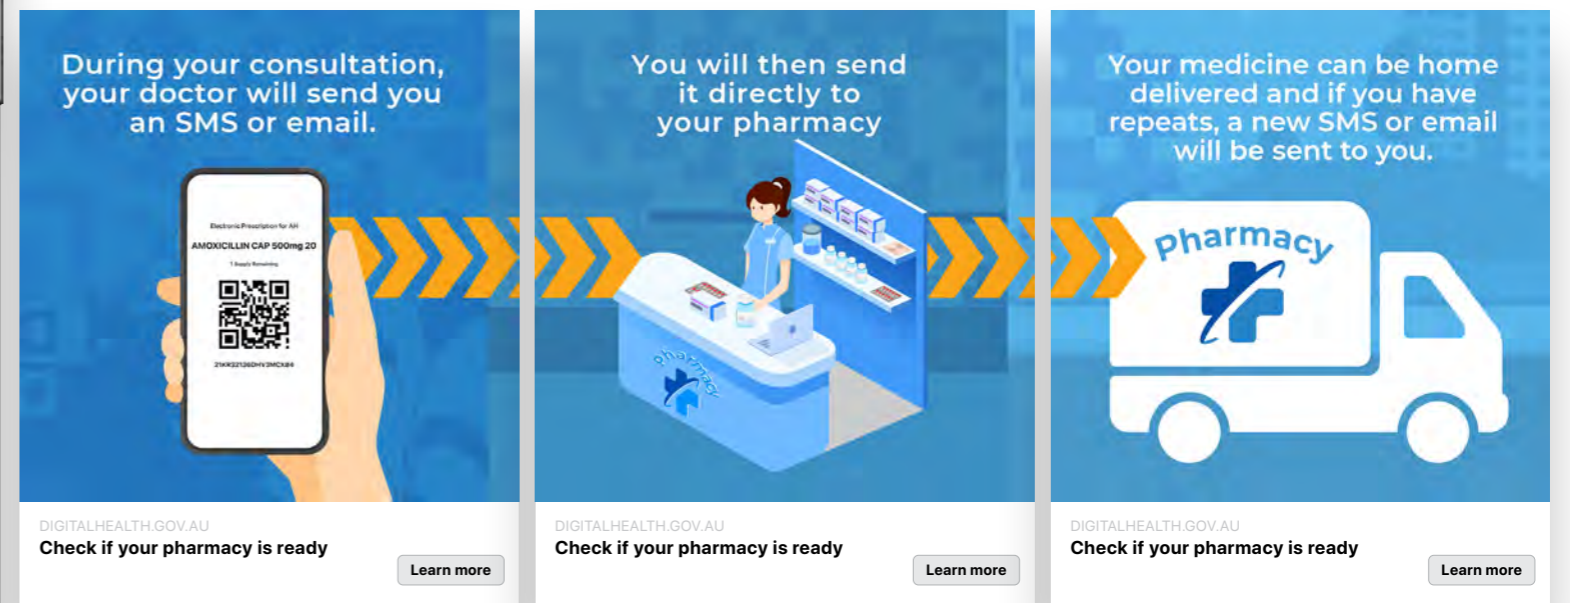 During your consultation,
your doctor will send you
an SMS or email.
Electronic Prescription for AH
AMOXICILLIN CAP 500mg 20
1 Supply Remaining
DIGITALHEALTH.GOV.AU
Check if your pharmacy is ready
Learn more
You will then send
it directly to
your pharmacy
pharmacy
DIGITALHEALTH.GOV.AU
Check if your pharmacy is ready
Learn more
Your medicine can be home
delivered and if you have
repeats, a new SMS or email
will be sent to you.
Pharmacy
DIGITALHEALTH.GOV.AU
Check if your pharmacy is ready
Learn more